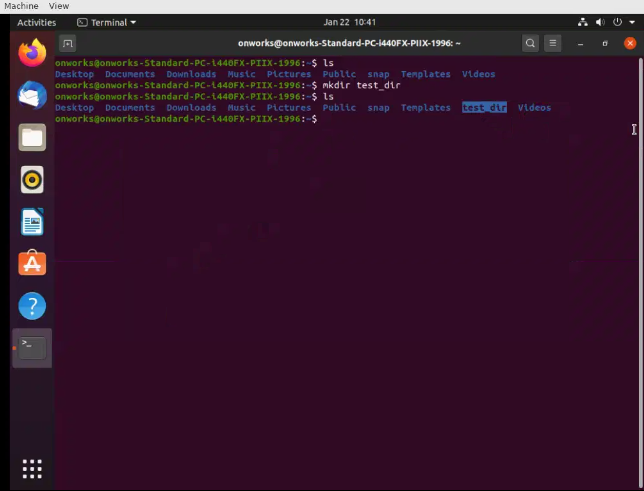 Machine View
Activities Terminal Jan 22 10:41
onworks@onworks-Standard-PC-i440FX-PIIX-1996: ~
onworks@onworks-Standard-PC-i440FX-PIIX-1996:~$ ls
Desktop Documents Downloads Music Pictures Public snap Templates Videos
onworks@onworks-Standard-PC-i440FX-PIIX-1996:~$ mkdir test_dir
onworks@onworks-Standard-PC-i440FX-PIIX-1996:~$ ls
Desktop Documents Downloads Music Pictures Public snap Templates test_dir Videos
onworks@onworks-Standard-PC-i440FX-PIIX-1996:~$